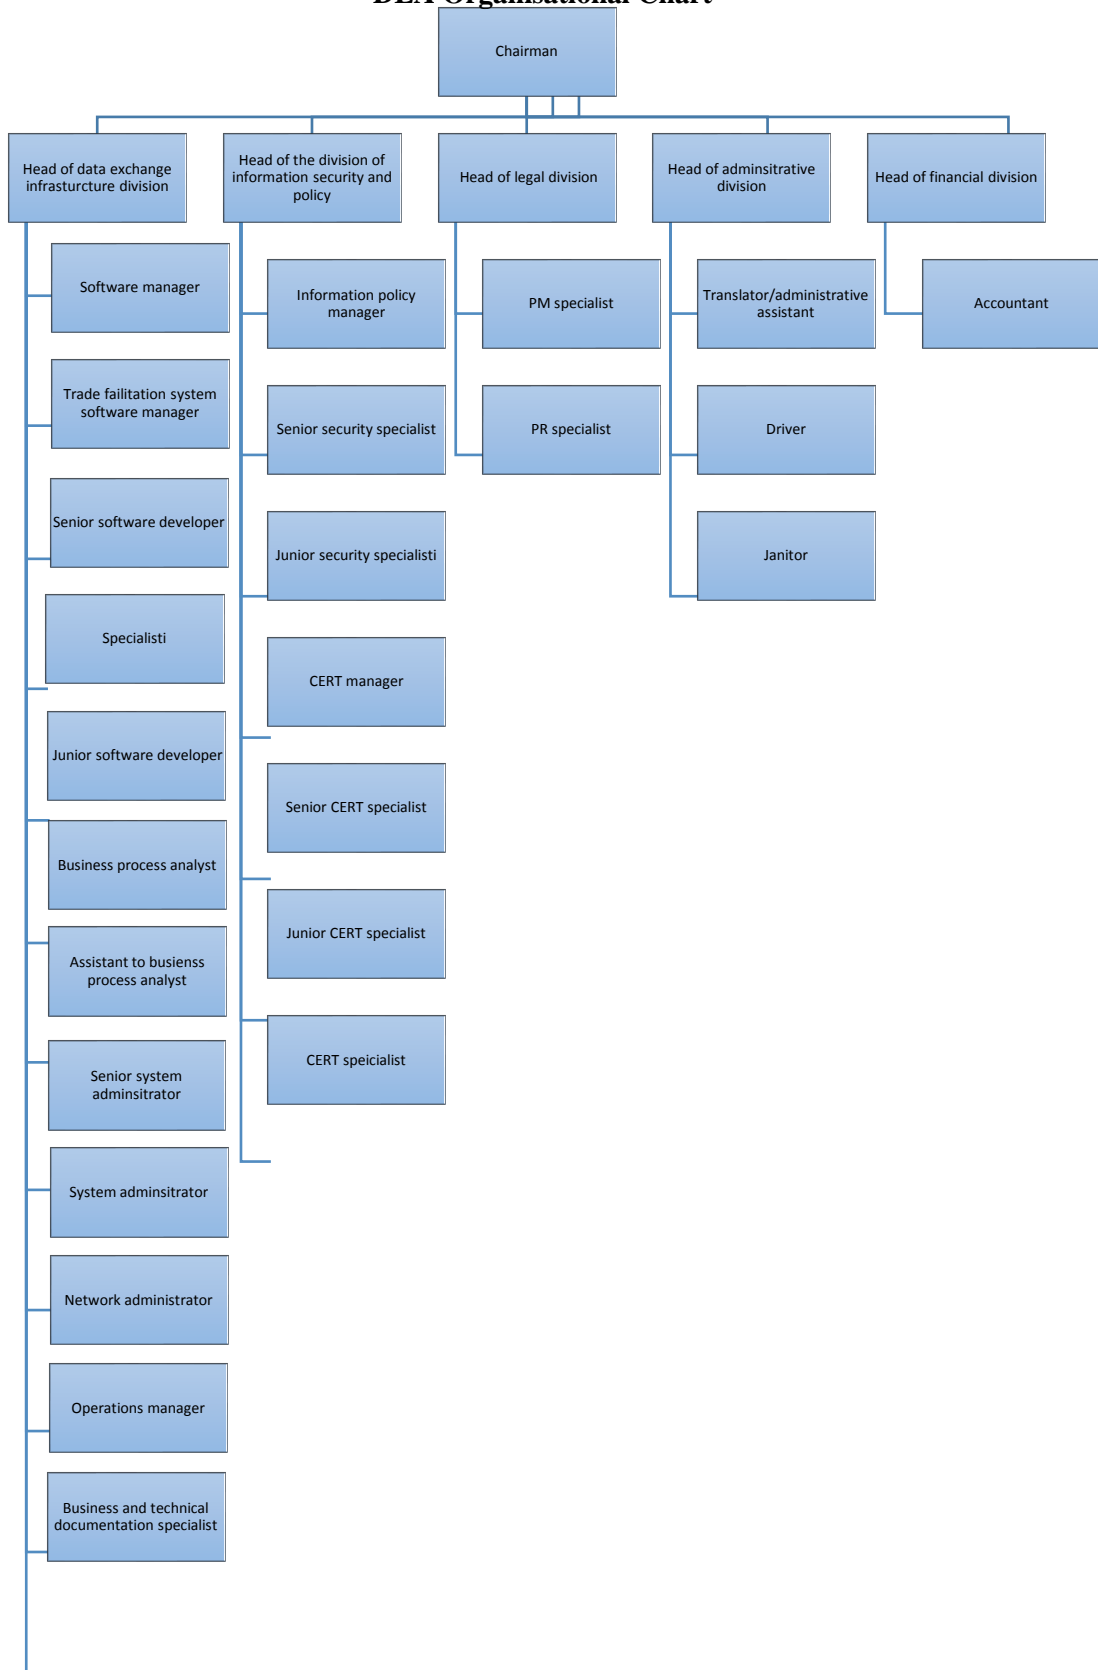 DEA Organisational Chart
Chairman
Head of data exchange
infrasturcture division
Head of the division of
information security and
policy
Head of legal division
Head of adminsitrative
division
Head of financial division
Software manager
Trade failitation system
software manager
Senior software developer
Specialisti
Junior software developer
Business process analyst
Assistant to busienss
process analyst
Senior system
adminsitrator
System adminsitrator
Network administrator
Operations manager
Business and technical
documentation specialist
Information policy
manager
Senior security specialist
Junior security specialisti
CERT manager
Senior CERT specialist
Junior CERT specialist
CERT speicialist
PM specialist
PR specialist
Translator/administrative
assistant
Driver
Janitor
Accountant